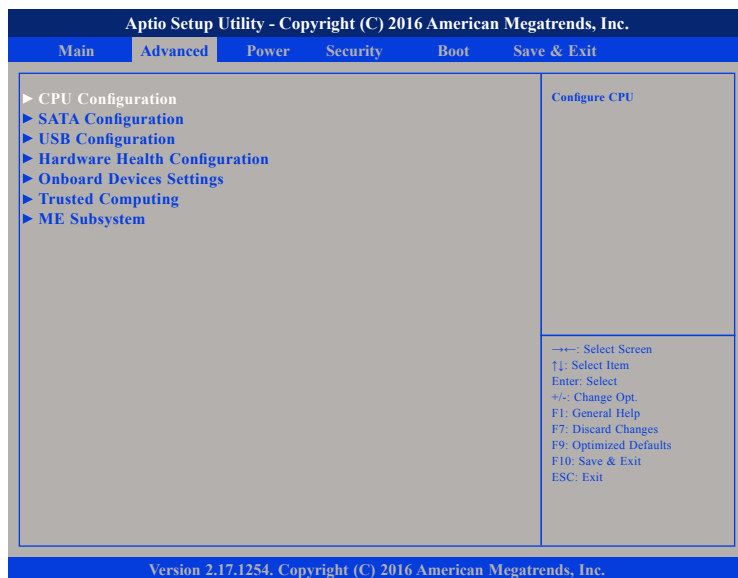 Aptio Setup Utility - Copyright (C) 2016 American Megatrends, Inc.
Main Advanced Power Security Boot Save & Exit
► CPU Configuration
► SATA Configuration
► USB Configuration
► Hardware Health Configuration
► Onboard Devices Settings
► Trusted Computing
► ME Subsystem
Configure CPU
→←: Select Screen
↑↓: Select Item
Enter: Select
+/-: Change Opt.
F1: General Help
F7: Discard Changes
F9: Optimized Defaults
F10: Save & Exit
ESC: Exit
Version 2.17.1254. Copyright (C) 2016 American Megatrends, Inc.